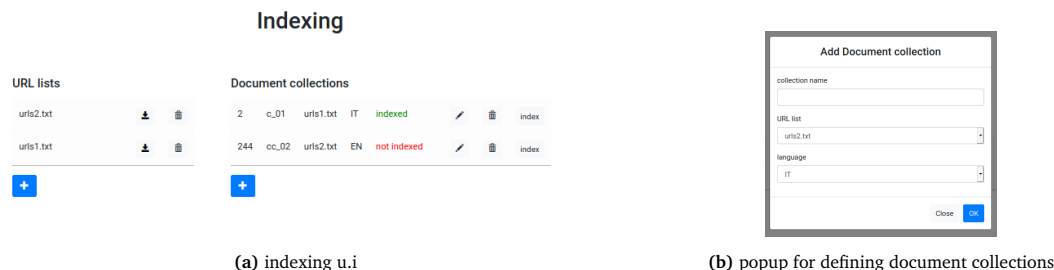 Indexing
URL lists
urls2.txt
urls1.txt
Document collections
2 c_01 urls1.txt IT indexed index
244 cc_02 urls2.txt EN not indexed index
(a) indexing u.i
Add Document collection
collection name
URL list
urls2.txt
language
IT
Close OK
(b) popup for defining document collections